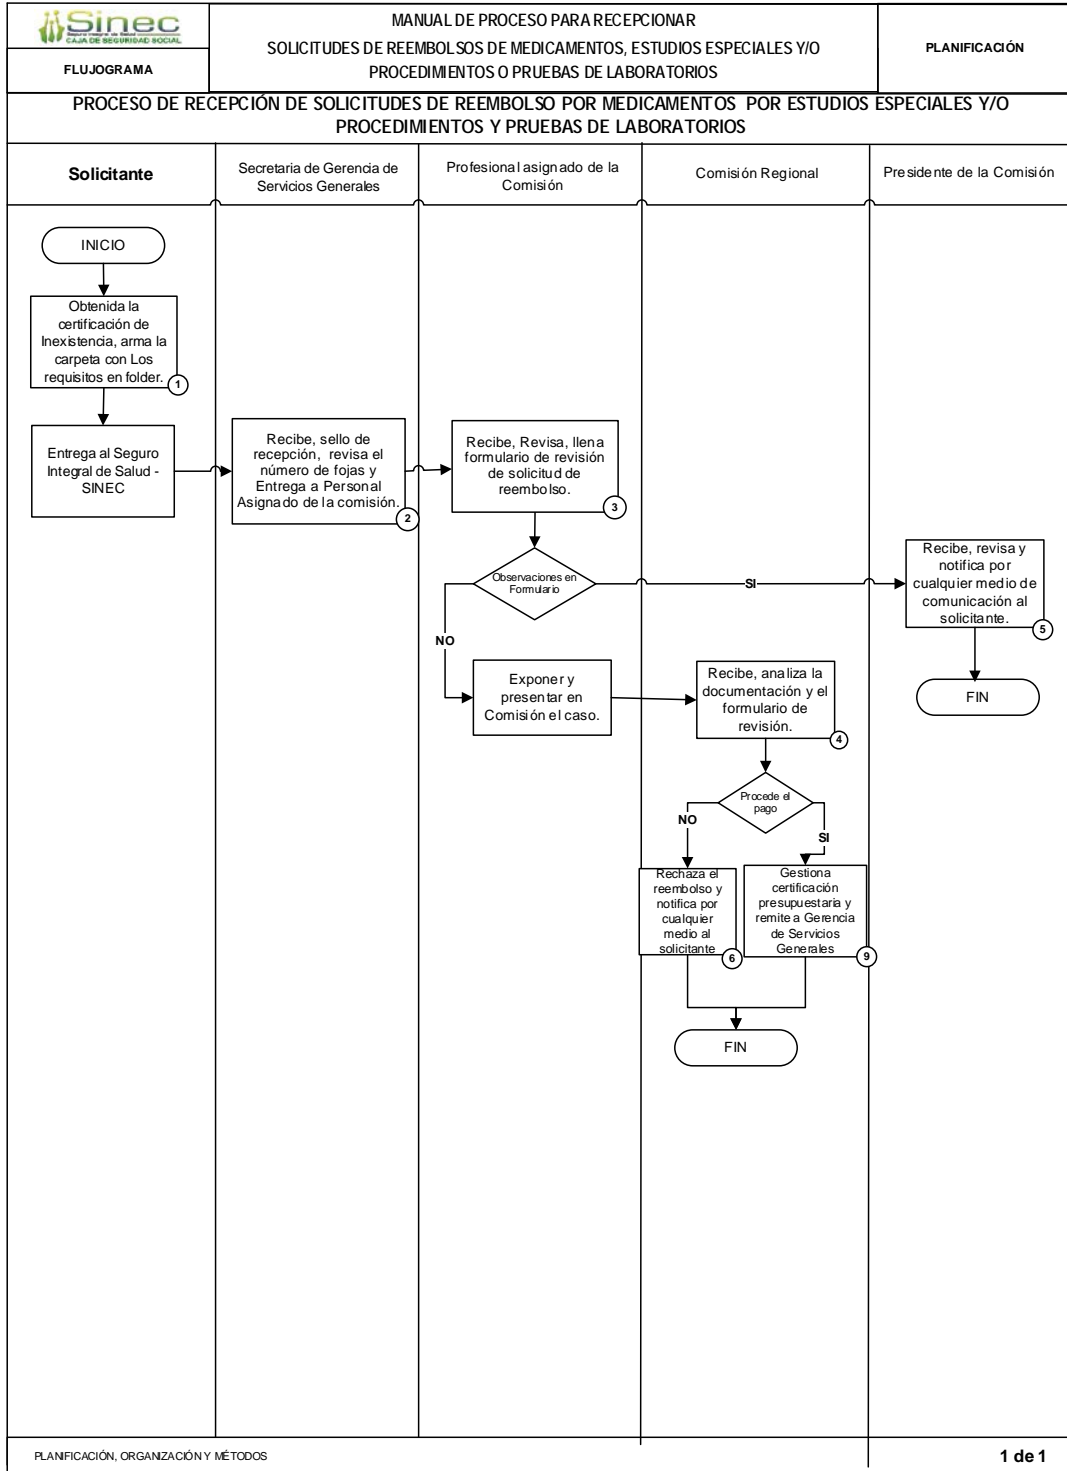 Sinec
Seguro Integral de Salud
CAJA DE SEGURIDAD SOCIAL
FLUJOGRAMA
MANUAL DE PROCESO PARA RECEPCIONAR
SOLICITUDES DE REEMBOLSOS DE MEDICAMENTOS, ESTUDIOS ESPECIALES Y/O
PROCEDIMIENTOS O PRUEBAS DE LABORATORIOS
PLANIFICACIÓN
PROCESO DE RECEPCIÓN DE SOLICITUDES DE REEMBOLSO POR MEDICAMENTOS POR ESTUDIOS ESPECIALES Y/O
PROCEDIMIENTOS Y PRUEBAS DE LABORATORIOS
Solicitante
Secretaria de Gerencia de
Servicios Generales
Profesional asignado de la
Comisión
Comisión Regional
Presidente de la Comisión
INICIO
Obtenida la
certificación de
Inexistencia, arma la
carpeta con Los
requisitos en folder.
1
Entrega al Seguro
Integral de Salud -
SINEC
Recibe, sello de
recepción, revisa el
número de fojas y
Entrega a Personal
Asignado de la comisión.
2
Recibe, Revisa, llena
formulario de revisión
de solicitud de
reembolso.
3
Observaciones en
Formulario
SI
NO
Recibe, revisa y
notifica por
cualquier medio de
comunicación al
solicitante.
5
FIN
Exponer y
presentar en
Comisión el caso.
Recibe, analiza la
documentación y el
formulario de
revisión.
4
Procede el
pago
NO
SI
Rechaza el
reembolso y
notifica por
cualquier
medio al
solicitante
6
Gestiona
certificación
presupuestaria y
remite a Gerencia
de Servicios
Generales
9
FIN
PLANIFICACIÓN, ORGANIZACIÓN Y MÉTODOS
1 de 1